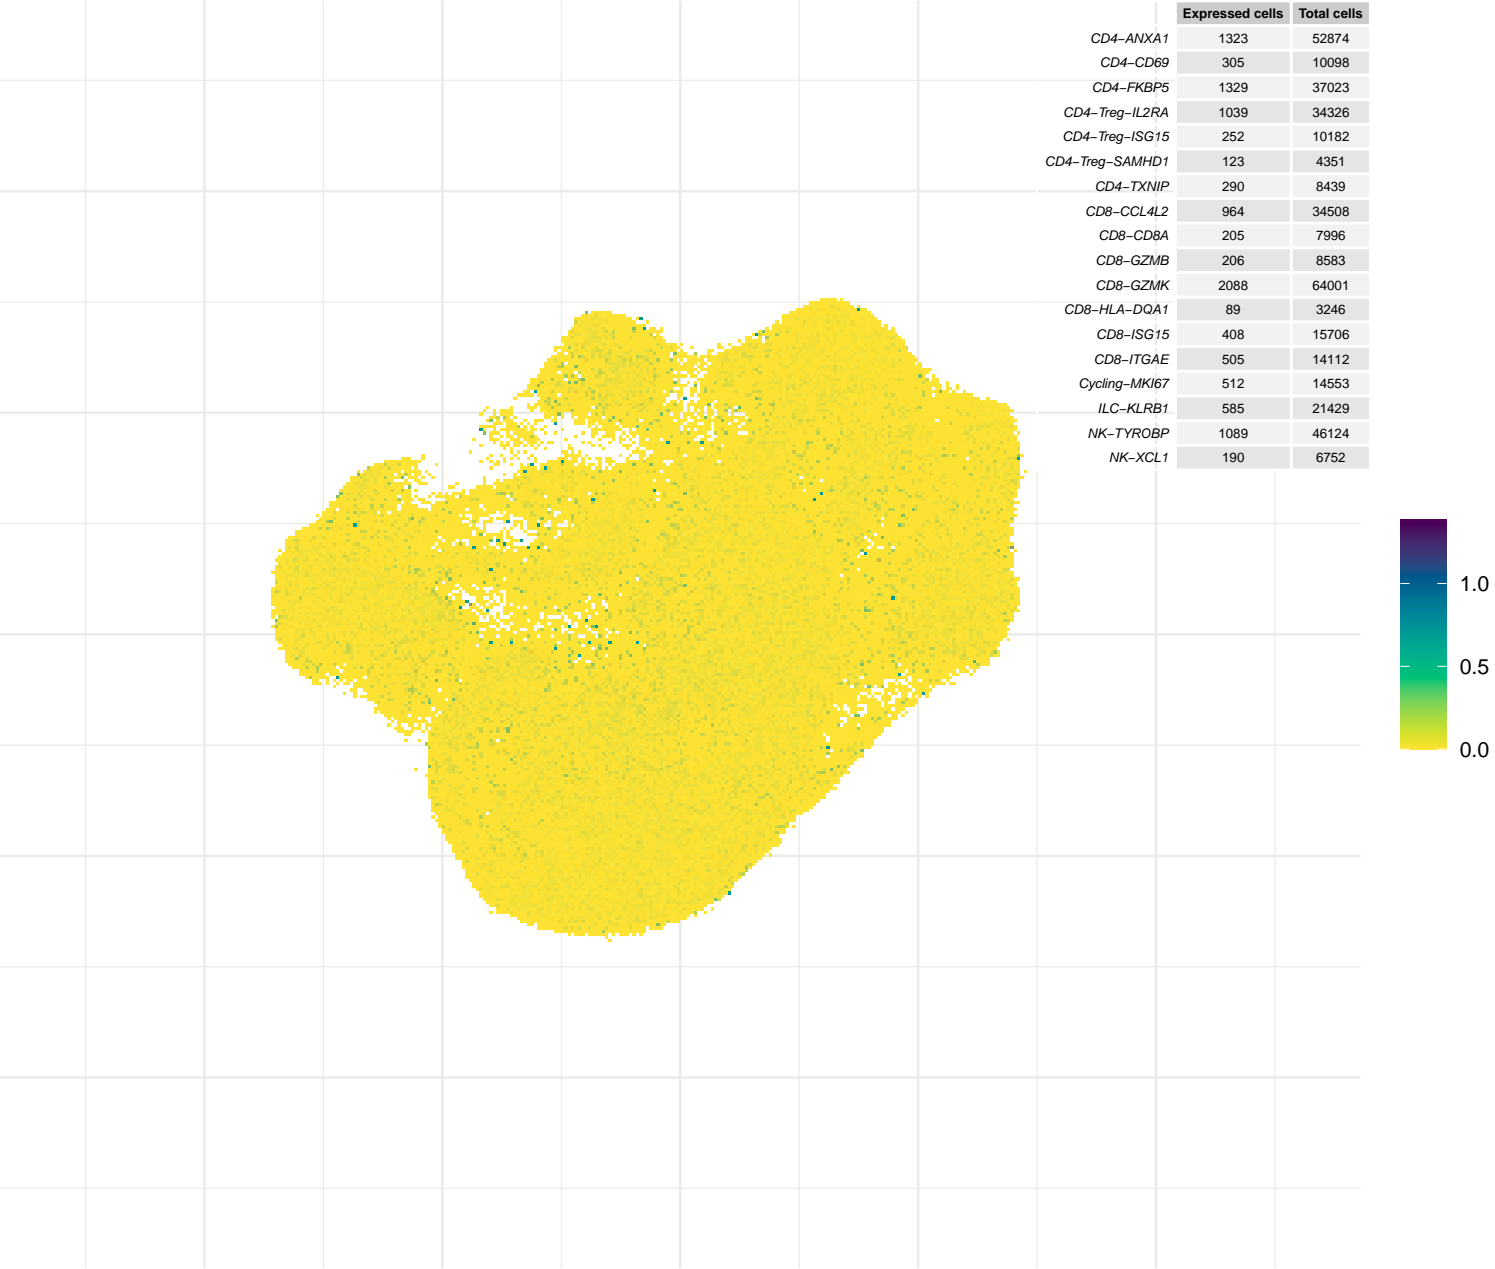 Expressed cells Total cells
CD4−ANXA1 1323 52874
CD4−CD69 305 10098
CD4−FKBP5 1329 37023
CD4−Treg−IL2RA 1039 34326
CD4−Treg−ISG15 252 10182
CD4−Treg−SAMHD1 123 4351
CD4−TXNIP 290 8439
CD8−CCL4L2 964 34508
CD8−CD8A 205 7996
CD8−GZMB 206 8583
CD8−GZMK 2088 64001
CD8−HLA−DQA1 89 3246
CD8−ISG15 408 15706
CD8−ITGAE 505 14112
Cycling−MKI67 512 14553
ILC−KLRB1 585 21429
NK−TYROBP 1089 46124
NK−XCL1 190 6752
1.0
0.5
0.0